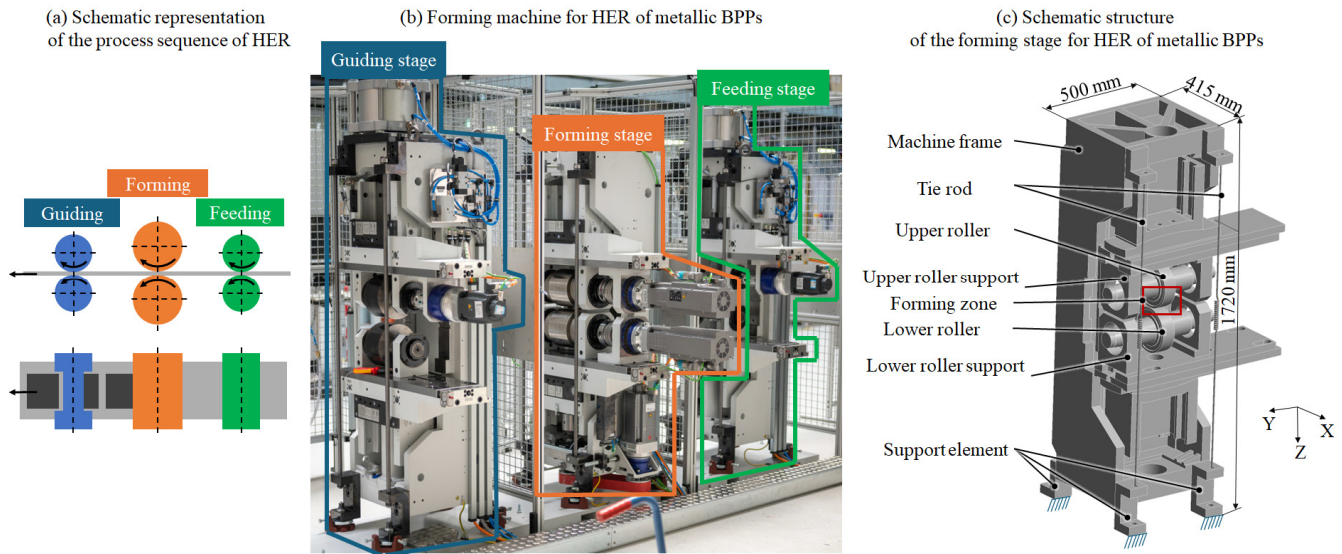 (a) Schematic representation
of the process sequence of HER
Guiding
Forming
Feeding
(b) Forming machine for HER of metallic BPPs
Guiding stage
Forming stage
Feeding stage
(c) Schematic structure
of the forming stage for HER of metallic BPPs
500 mm
415 mm
1720 mm
Machine frame
Tie rod
Upper roller
Upper roller support
Forming zone
Lower roller
Lower roller support
Support element
Y
X
Z